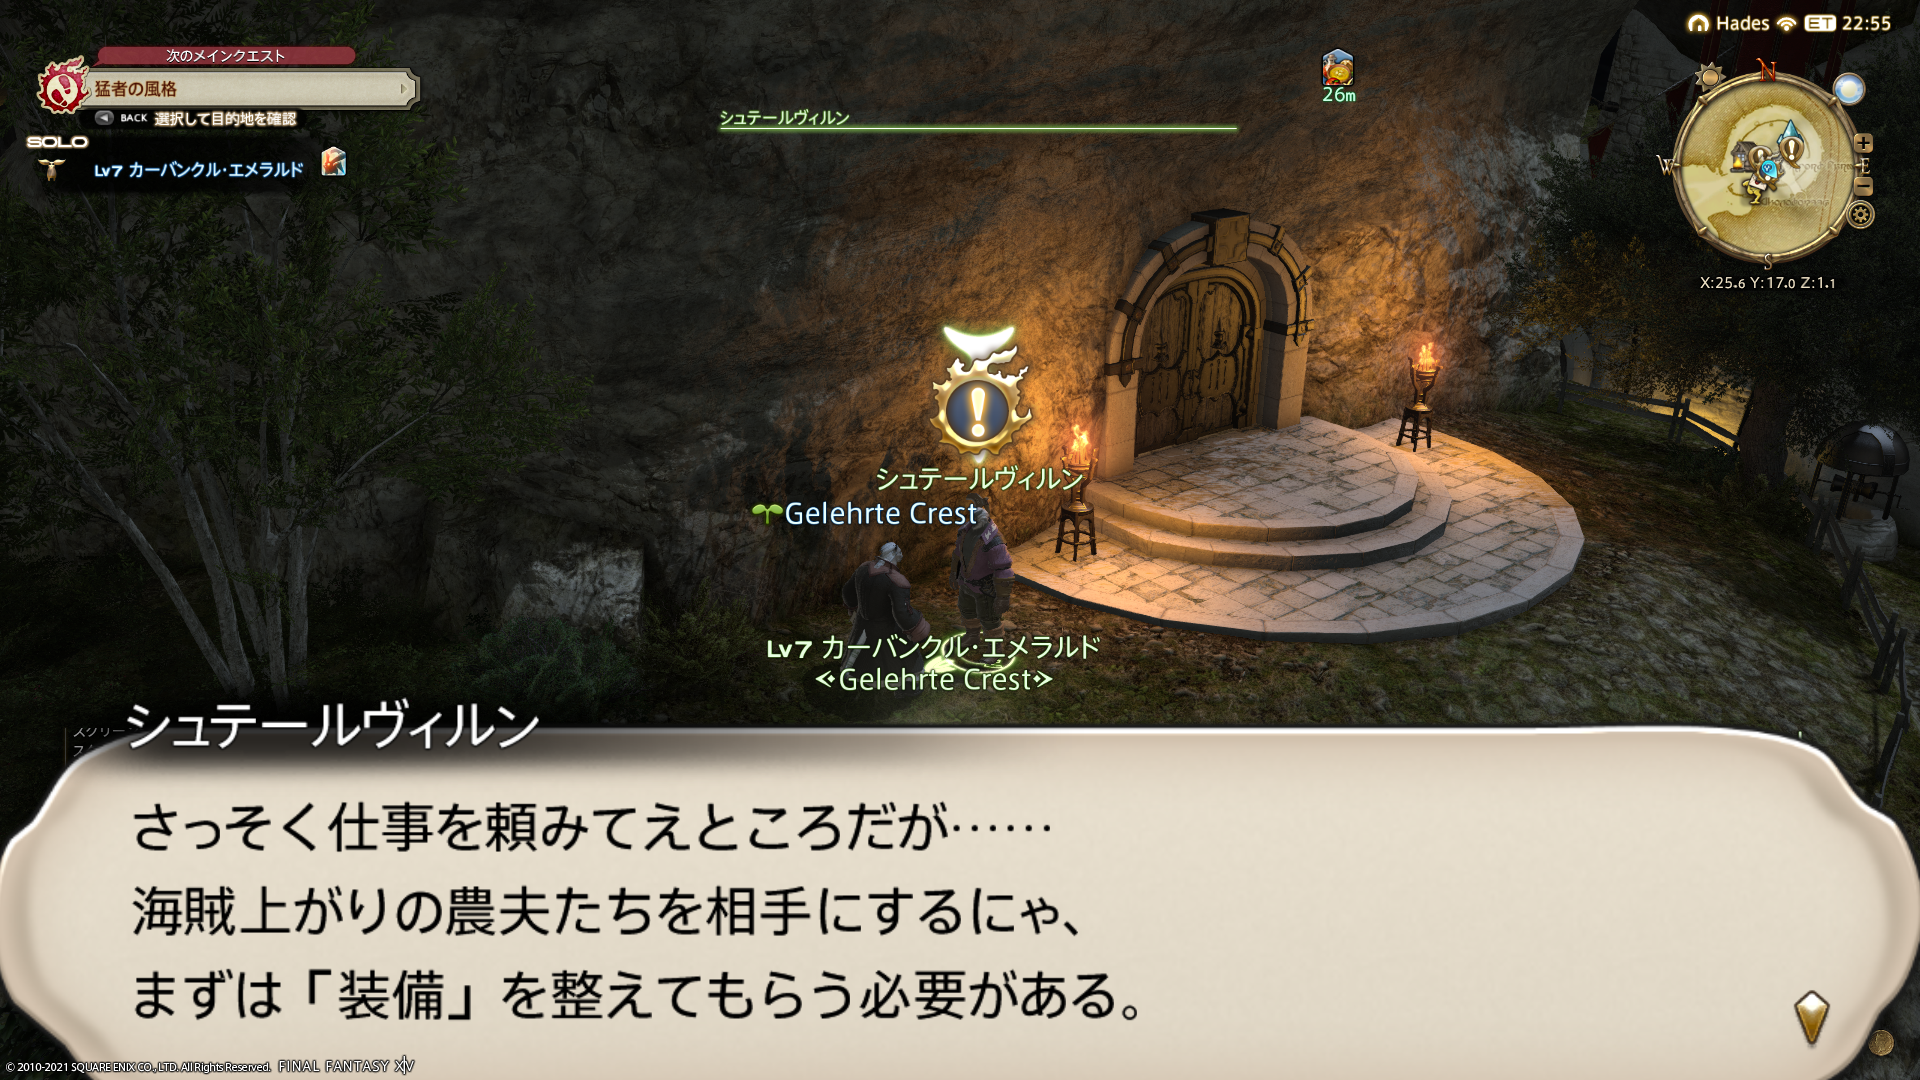 次のメインクエスト
猛者の風格
BACK 選択して目的地を確認
SOLO
Lv7 カーバンクル・エメラルド
シュテールヴィルン
26m
Hades ET 22:55
N
W
E
S
X:25.6 Y:17.0 Z:1.1
シュテールヴィルン
Gelehrte Crest
Lv7 カーバンクル・エメラルド
Gelehrte Crest
シュテールヴィルン
さっそく仕事を頼みてえところだが……
海賊上がりの農夫たちを相手にするにゃ、
まずは「装備」を整えてもらう必要がある。
© 2010-2021 SQUARE ENIX CO., LTD. All Rights Reserved. FINAL FANTASY XIV